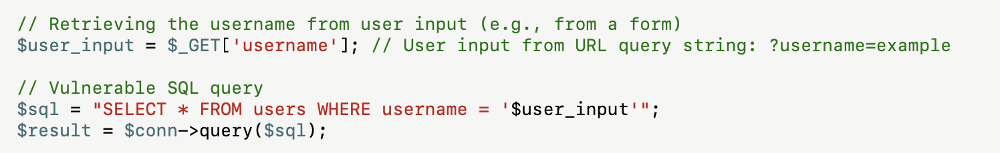 // Retrieving the username from user input (e.g., from a form)
$user_input = $_GET['username']; // User input from URL query string: ?username=example
// Vulnerable SQL query
$sql = "SELECT * FROM users WHERE username = '$user_input'";
$result = $conn->query($sql);